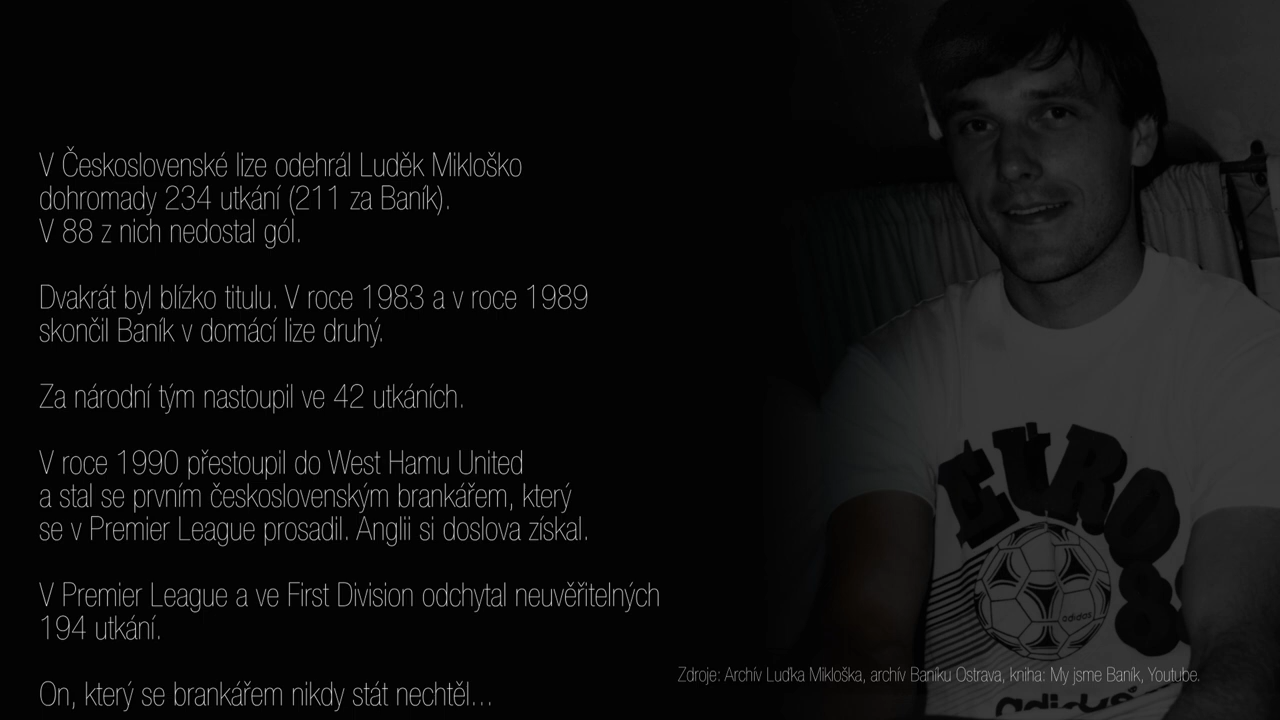 V Československé lize odehrál Luděk Mikloško
dohromady 234 utkání (211 za Baník).
V 88 z nich nedostal gól.
Dvakrát byl blízko titulu. V roce 1983 a v roce 1989
skončil Baník v domácí lize druhý.
Za národní tým nastoupil ve 42 utkáních.
V roce 1990 přestoupil do West Hamu United
a stal se prvním československým brankářem, který
se v Premier League prosadil. Anglii si doslova získal.
V Premier League a ve First Division odchytal neuvěřitelných
194 utkání.
On, který se brankářem nikdy stát nechtěl...
EURO
88
adidas
adidas
Zdroje: Archív Luďka Mikloška, archív Baníku Ostrava, kniha: My jsme Baník, Youtube.